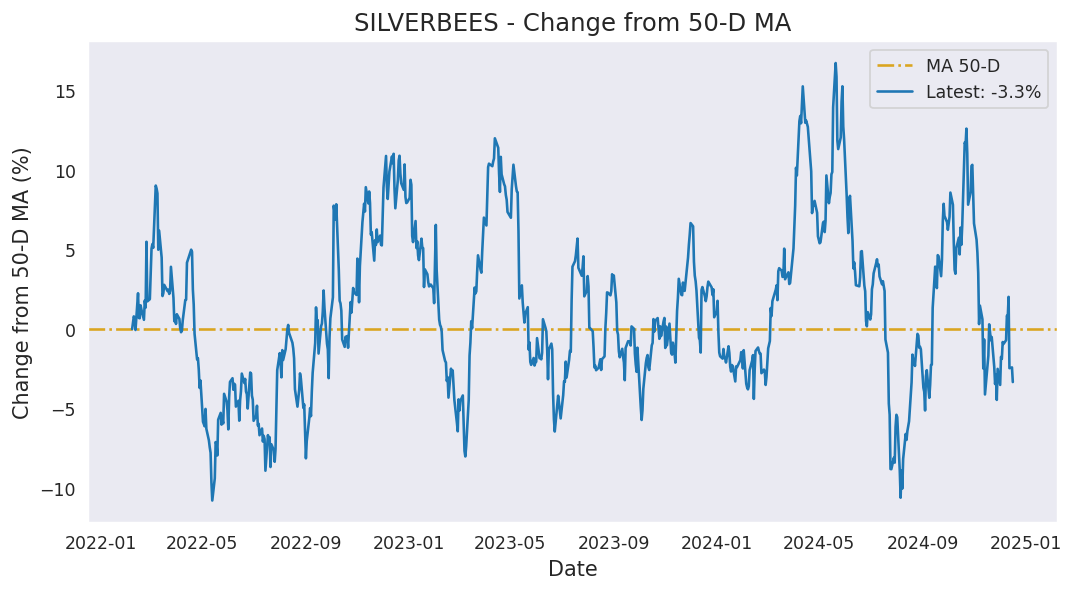 SILVERBEES - Change from 50-D MA
MA 50-D
Latest: -3.3%
Change from 50-D MA (%)
15
10
5
0
−5
−10
2022-01 2022-05 2022-09 2023-01 2023-05 2023-09 2024-01 2024-05 2024-09 2025-01
Date